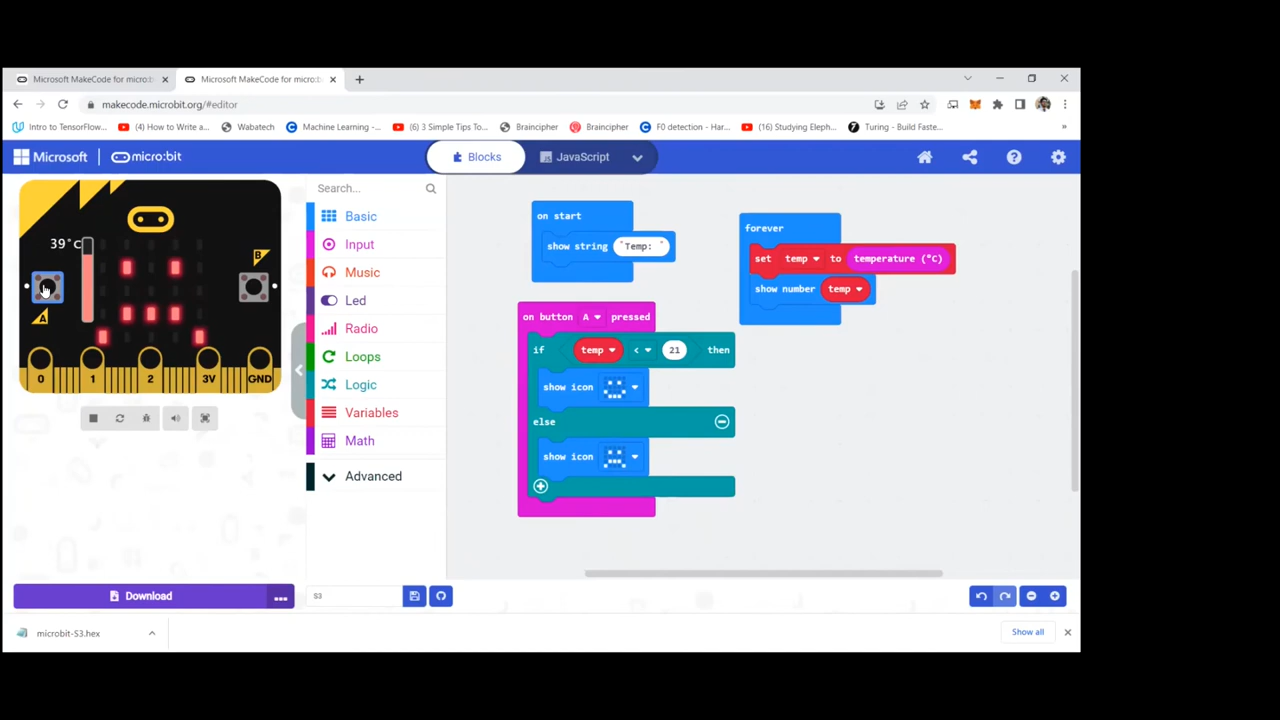 Microsoft MakeCode for micro:bi
Microsoft MakeCode for micro:bi
makecode.microbit.org/#editor
Intro to TensorFlow...
(4) How to Write a...
Wabatech
Machine Learning -...
(6) 3 Simple Tips To...
Braincipher
Braincipher
F0 detection - Har...
(16) Studying Eleph...
Turing - Build Faste...
»
Microsoft
micro:bit
Blocks
JavaScript
39°C
A
B
0 1 2 3V GND
Search...
Basic
Input
Music
Led
Radio
Loops
Logic
Variables
Math
Advanced
on start
show string "Temp: "
forever
set temp to temperature (°C)
show number temp
on button A pressed
if temp < 21 then
show icon
else
show icon
Download
...
S3
microbit-S3.hex
Show all